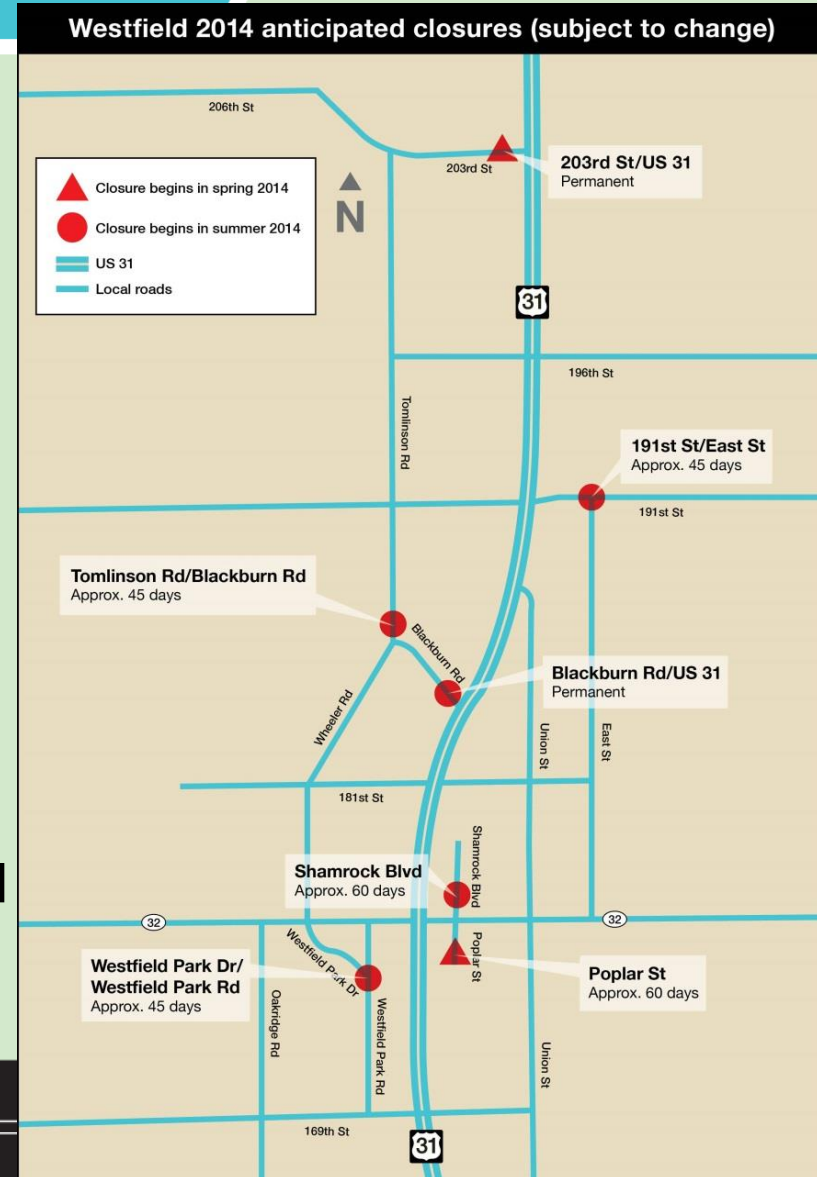 Westfield 2014 anticipated closures (subject to change)
206th St
203rd St
203rd St/US 31
Permanent
Closure begins in spring 2014
Closure begins in summer 2014
US 31
Local roads
N
31
196th St
Tomlinson Rd
191st St/East St
Approx. 45 days
191st St
Tomlinson Rd/Blackburn Rd
Approx. 45 days
Blackburn Rd
Blackburn Rd/US 31
Permanent
Wheeler Rd
Union St
East St
181st St
Shamrock Blvd
Shamrock Blvd
Approx. 60 days
32
32
Westfield Park Dr
Poplar St
Westfield Park Dr/
Westfield Park Rd
Approx. 45 days
Poplar St
Approx. 60 days
Oakridge Rd
Westfield Park Rd
Union St
169th St
31